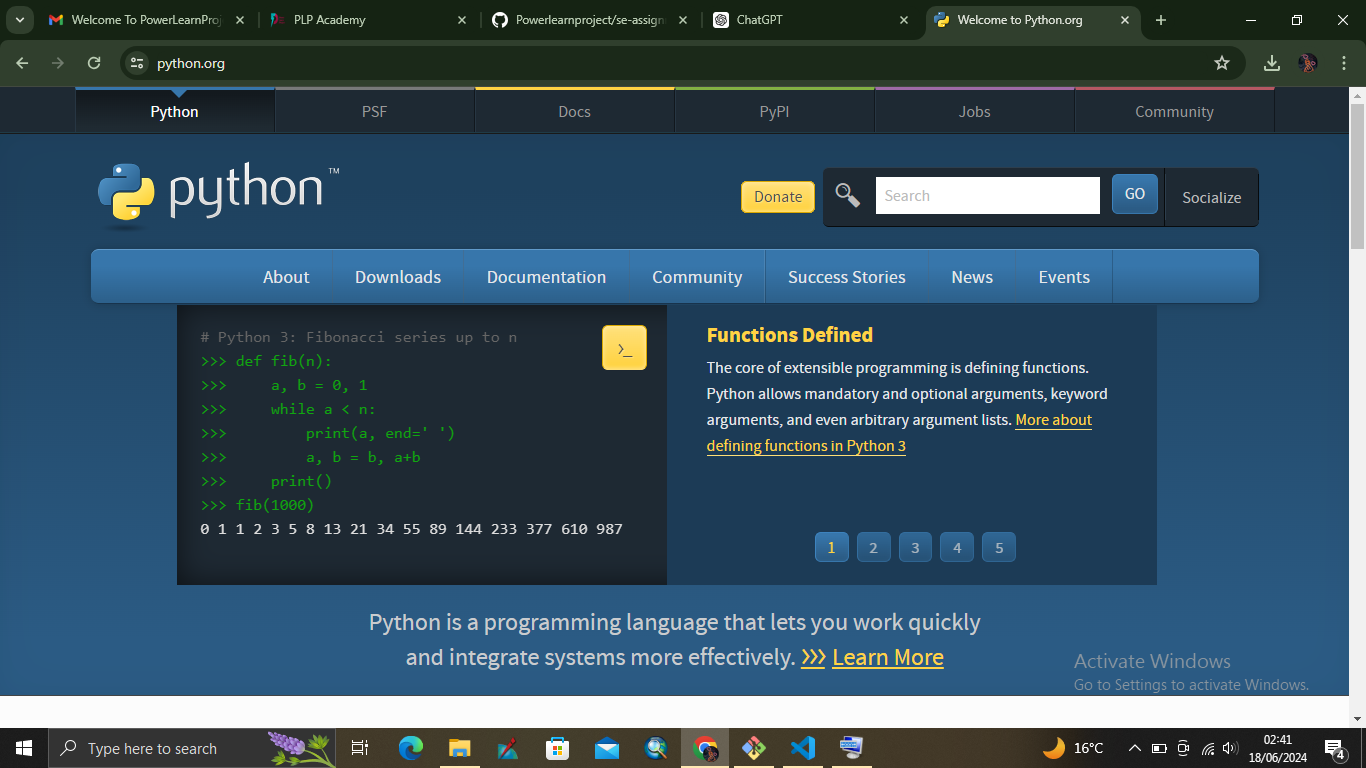 Welcome To PowerLearnProj
PLP Academy
Powerlearnproject/se-assign
ChatGPT
Welcome to Python.org
python.org
Python
PSF
Docs
PyPI
Jobs
Community
python™
Donate
Search
GO
Socialize
About
Downloads
Documentation
Community
Success Stories
News
Events
# Python 3: Fibonacci series up to n
>>> def fib(n):
>>>     a, b = 0, 1
>>>     while a < n:
>>>         print(a, end=' ')
>>>         a, b = b, a+b
>>>     print()
>>> fib(1000)
0 1 1 2 3 5 8 13 21 34 55 89 144 233 377 610 987
>_
Functions Defined
The core of extensible programming is defining functions.
Python allows mandatory and optional arguments, keyword
arguments, and even arbitrary argument lists. More about
defining functions in Python 3
1
2
3
4
5
Python is a programming language that lets you work quickly
and integrate systems more effectively. >>> Learn More
Activate Windows
Go to Settings to activate Windows.
Type here to search
16°C
02:41
18/06/2024
4